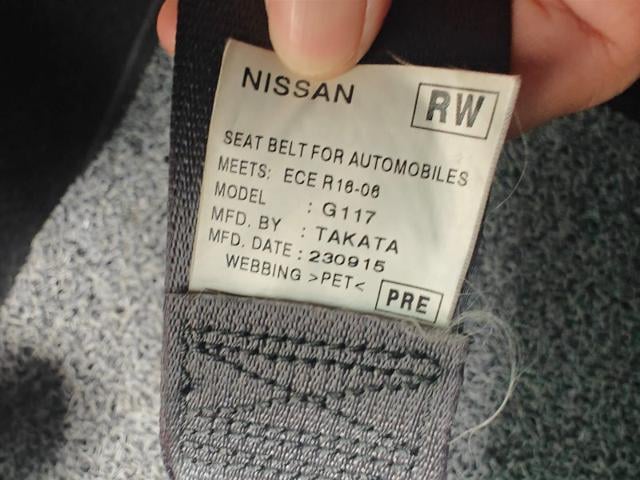 NISSAN
RW
SEAT BELT FOR AUTOMOBILES
MEETS: ECE R16-06
MODEL : G117
MFD. BY : TAKATA
MFD. DATE : 230915
WEBBING >PET<
PRE